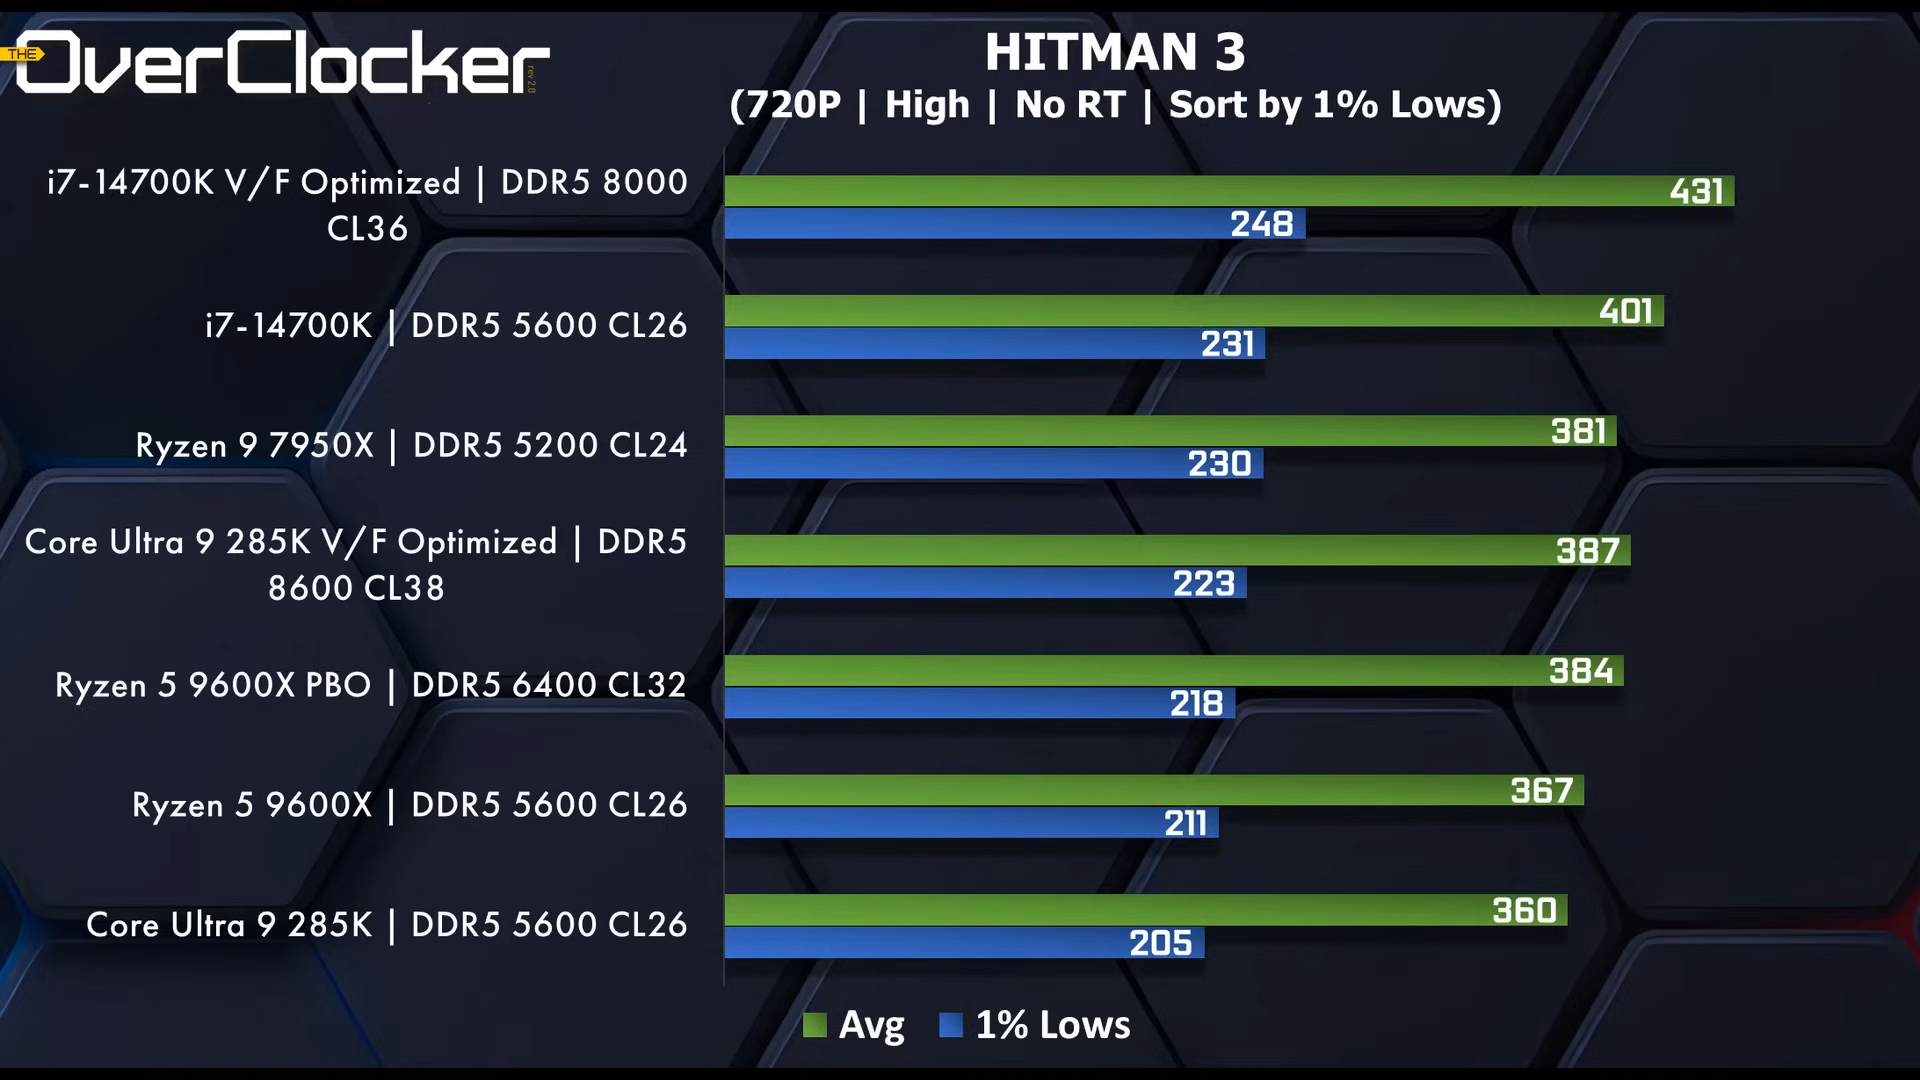 THE OverClocker rev 2.0
HITMAN 3
(720P | High | No RT | Sort by 1% Lows)
i7-14700K V/F Optimized | DDR5 8000
CL36
431
248
i7-14700K | DDR5 5600 CL26
401
231
Ryzen 9 7950X | DDR5 5200 CL24
381
230
Core Ultra 9 285K V/F Optimized | DDR5
8600 CL38
387
223
Ryzen 5 9600X PBO | DDR5 6400 CL32
384
218
Ryzen 5 9600X | DDR5 5600 CL26
367
211
Core Ultra 9 285K | DDR5 5600 CL26
360
205
Avg 1% Lows